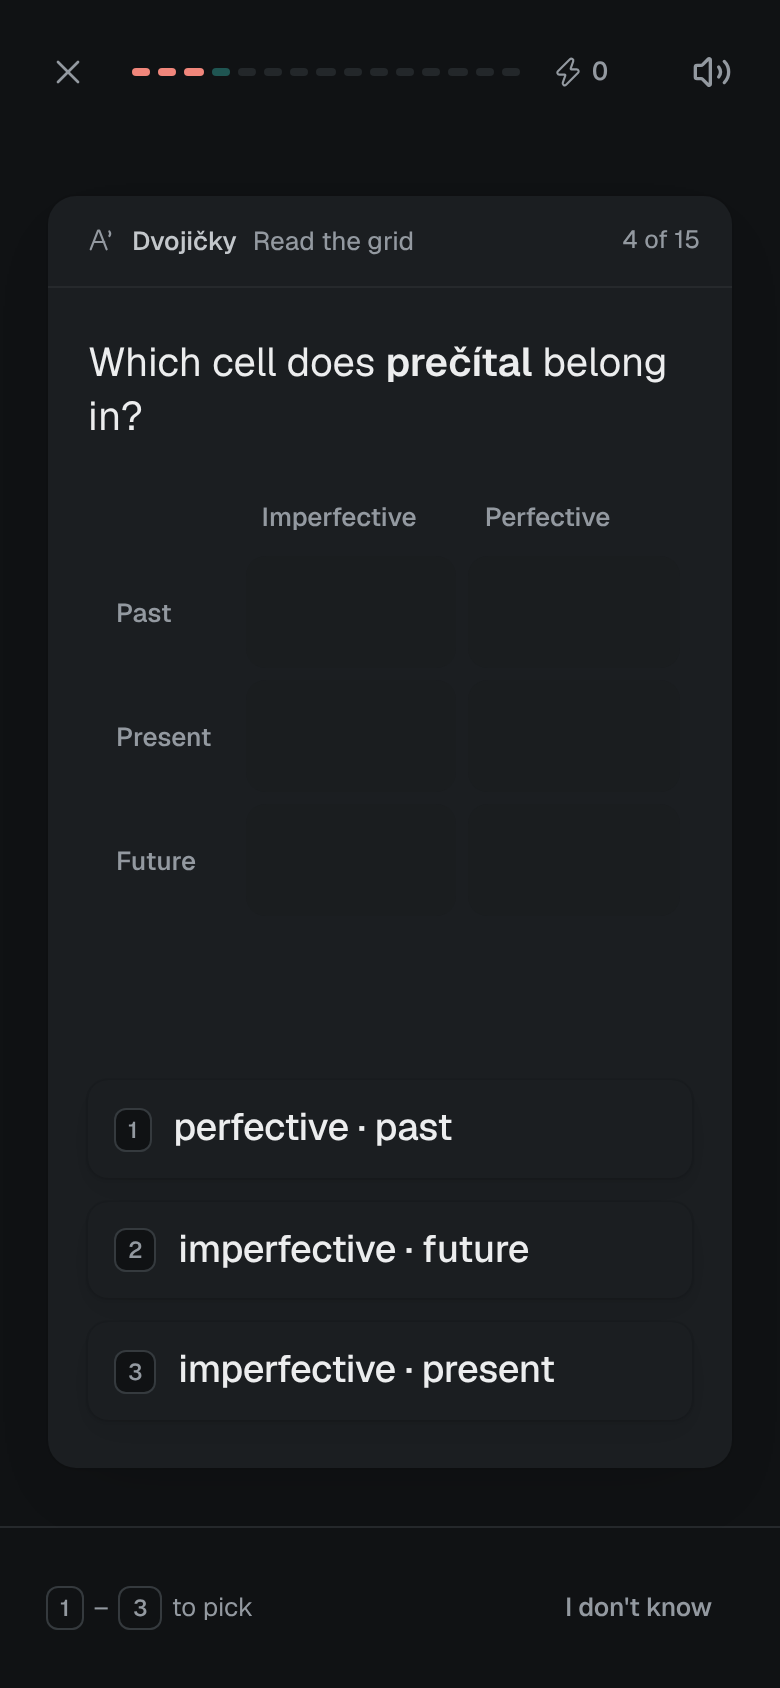 0
Dvojičky Read the grid 4 of 15
Which cell does prečítal belong
in?
Imperfective Perfective
Past
Present
Future
1 perfective · past
2 imperfective · future
3 imperfective · present
1 – 3 to pick I don't know